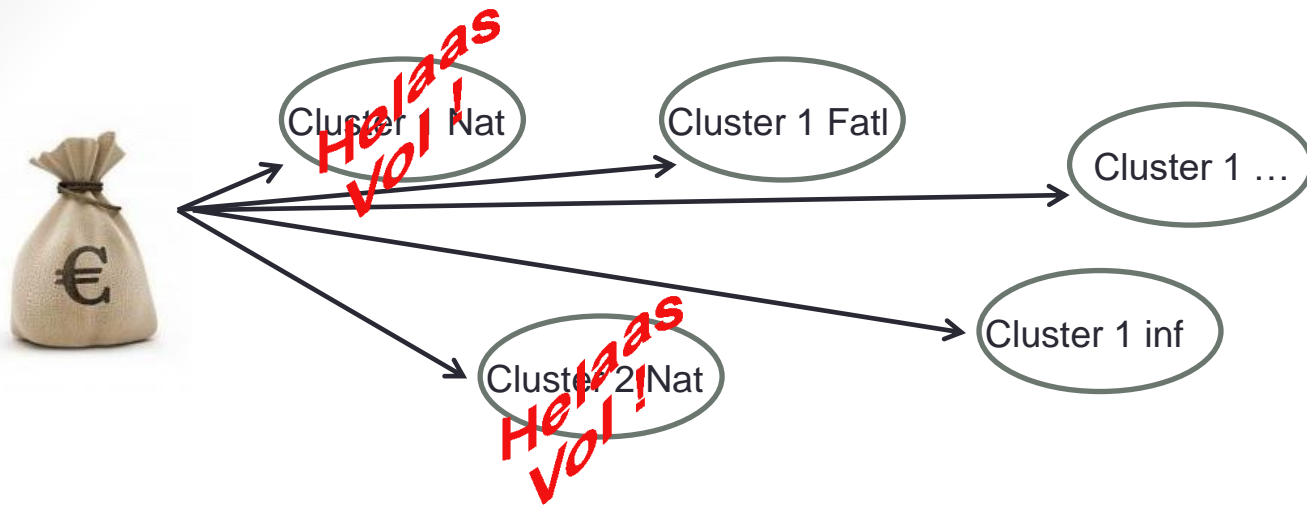 Cluster 1 Nat
Helaas
Vol !
Cluster 1 Fatl
Cluster 1 …
€
Cluster 1 inf
Cluster 2 Nat
Helaas
Vol !